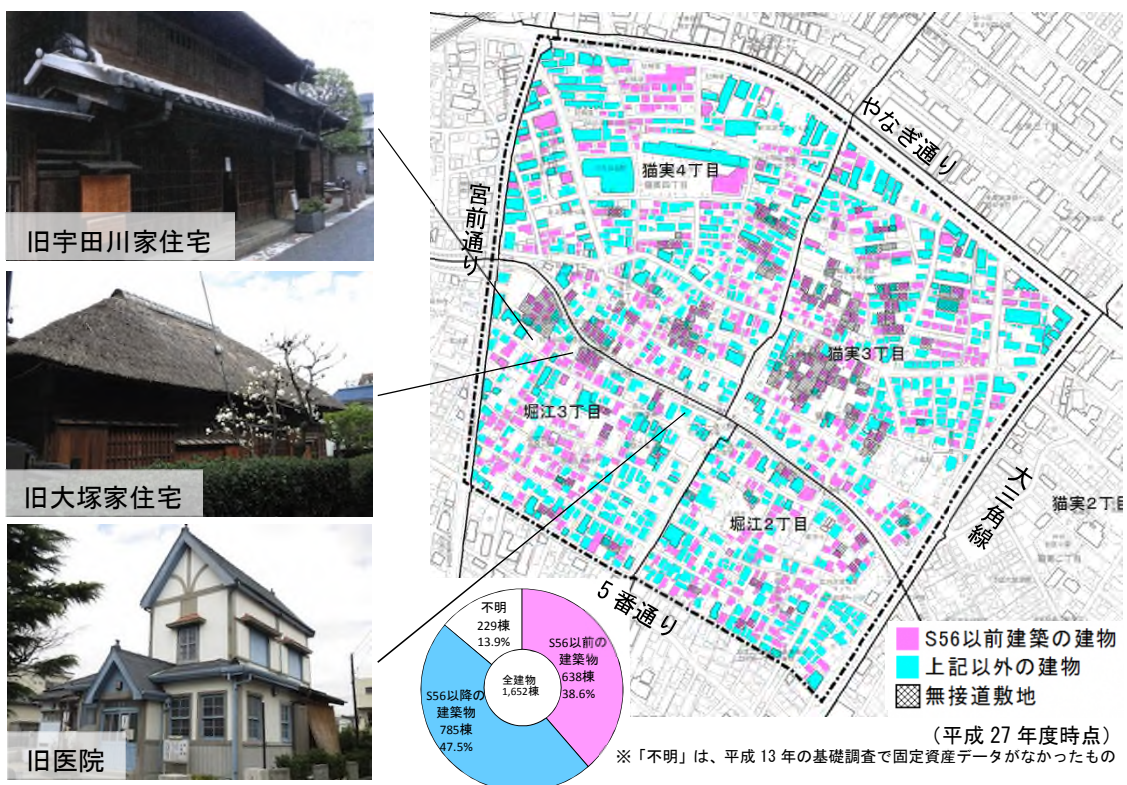 旧宇田川家住宅
旧大塚家住宅
旧医院
やなぎ通り
宮前通り
猫実4丁目
猫実3丁目
堀江3丁目
堀江2丁目
猫実2丁目
大三角線
5番通り
不明
229棟
13.9%
S56以前の
建築物
638棟
38.6%
全建物
1,652棟
S56以降の
建築物
785棟
47.5%
S56以前建築の建物
上記以外の建物
無接道敷地
(平成27年度時点)
※「不明」は、平成13年の基礎調査で固定資産データがなかったもの